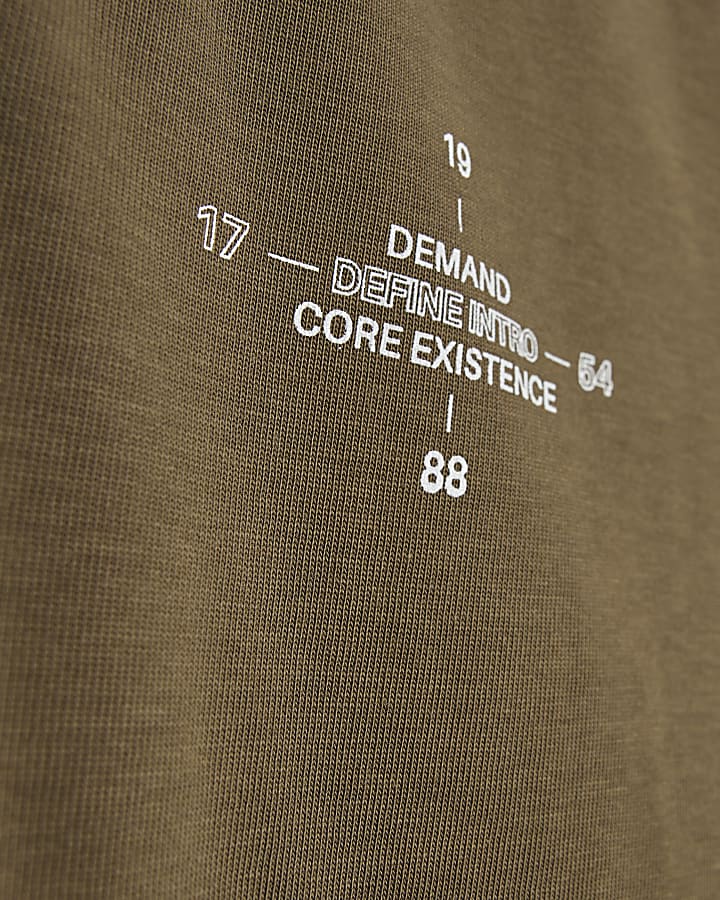 19
|
DEMAND
17 — DEFINE INTRO — 54
CORE EXISTENCE
|
88